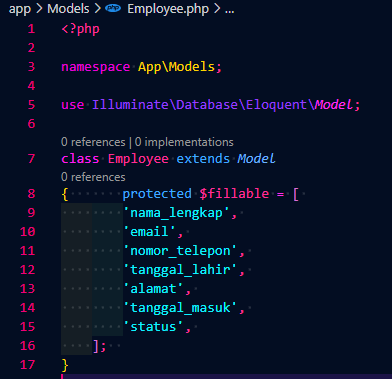 app > Models > Employee.php > ...
1 <?php
2
3 namespace App\Models;
4
5 use Illuminate\Database\Eloquent\Model;
6
0 references | 0 implementations
7 class Employee extends Model
0 references
8 {       protected $fillable = [
9         'nama_lengkap',
10         'email',
11         'nomor_telepon',
12         'tanggal_lahir',
13         'alamat',
14         'tanggal_masuk',
15         'status',
16     ];
17 }